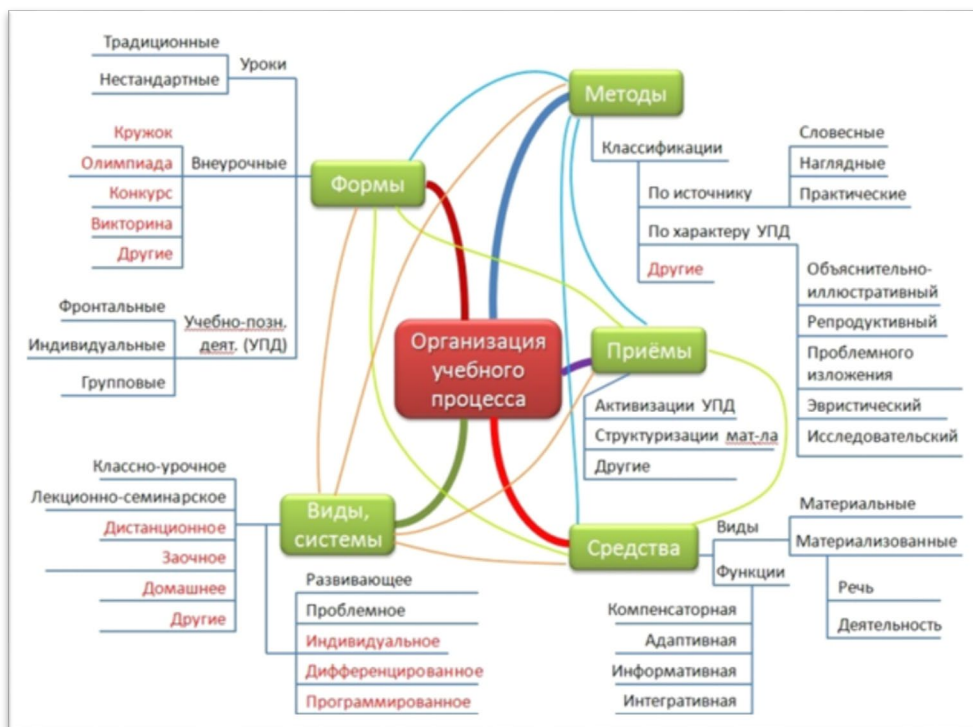 Традиционные
Уроки
Нестандартные
Кружок
Олимпиада
Внеурочные
Конкурс
Викторина
Другие
Формы
Фронтальные
Учебно-позн.
деят. (УПД)
Индивидуальные
Групповые
Методы
Классификации
Словесные
Наглядные
По источнику
Практические
По характеру УПД
Другие
Объяснительно-
иллюстративный
Репродуктивный
Проблемного
изложения
Эвристический
Исследовательский
Организация
учебного
процесса
Приёмы
Активизации УПД
Структуризации мат-ла
Другие
Классно-урочное
Лекционно-семинарское
Дистанционное
Заочное
Домашнее
Другие
Виды,
системы
Развивающее
Проблемное
Индивидуальное
Дифференцированное
Программированное
Средства
Виды
Материальные
Материализованные
Речь
Деятельность
Функции
Компенсаторная
Адаптивная
Информативная
Интегративная